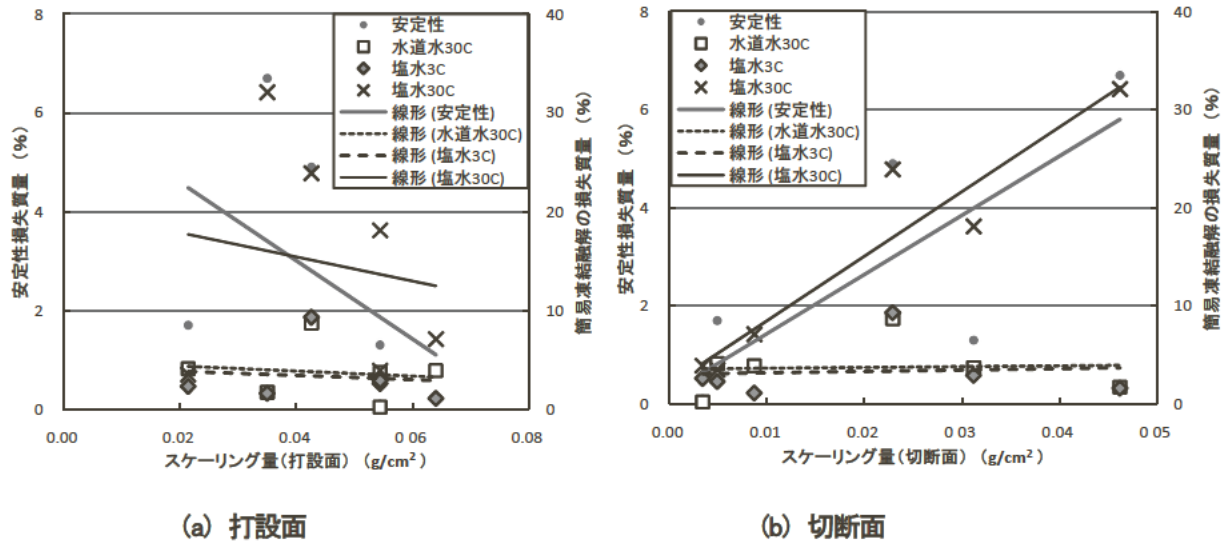 8
6
4
2
0
安定性損失質量 (%)
40
30
20
10
0
簡易凍結融解の損失質量 (%)
安定性
水道水30C
塩水3C
塩水30C
線形 (安定性)
線形 (水道水30C)
線形 (塩水3C)
線形 (塩水30C)
0.00 0.02 0.04 0 06 0.08
スケーリング量(打設面) (g/cm²)
(a) 打設面
8
6
4
2
0
安定性損失質量 (%)
40
30
20
10
0
簡易凍結融解の損失質量 (%)
安定性
水道水30C
塩水3C
塩水30C
線形 (安定性)
線形 (水道水30C)
線形 (塩水3C)
線形 (塩水30C)
0.00 0.01 0.02 0.03 0.04 0 05
スケーリング量(切断面) (g/cm²)
(b) 切断面